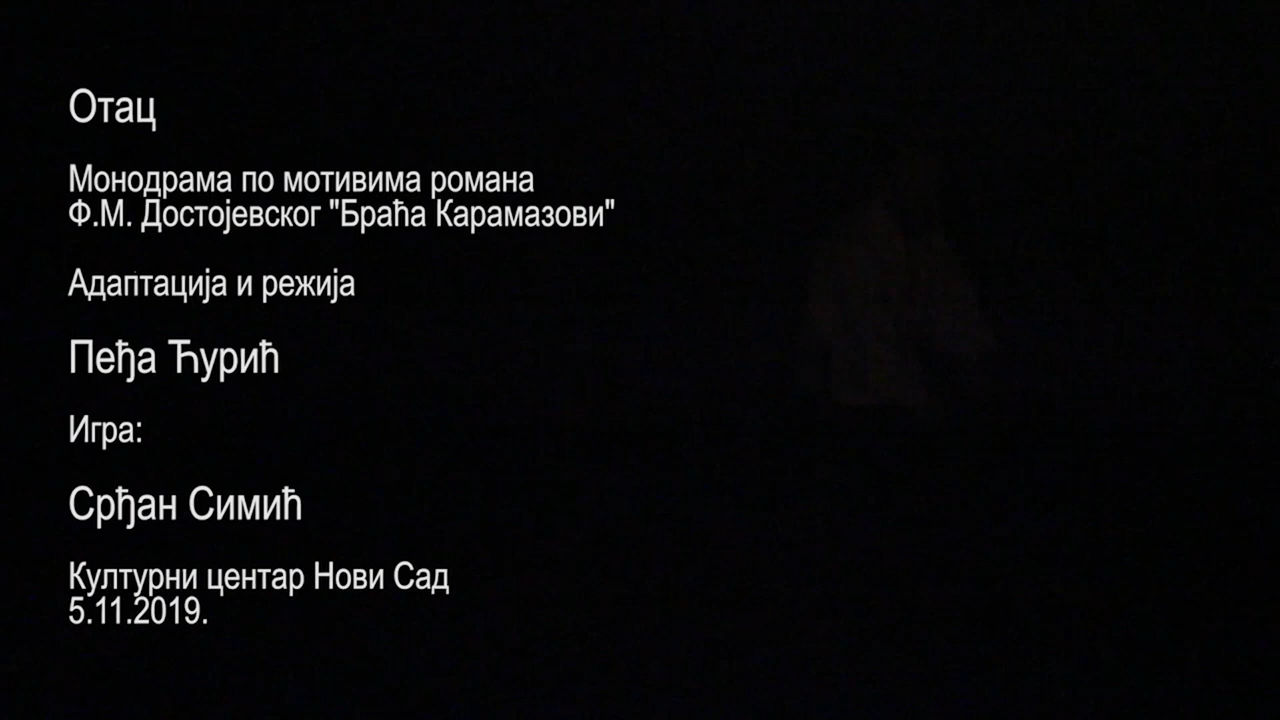 Отац
Монодрама по мотивима романа
Ф.М. Достојевског "Браћа Карамазови"
Адаптација и режија
Пеђа Ћурић
Игра:
Срђан Симић
Културни центар Нови Сад
5.11.2019.